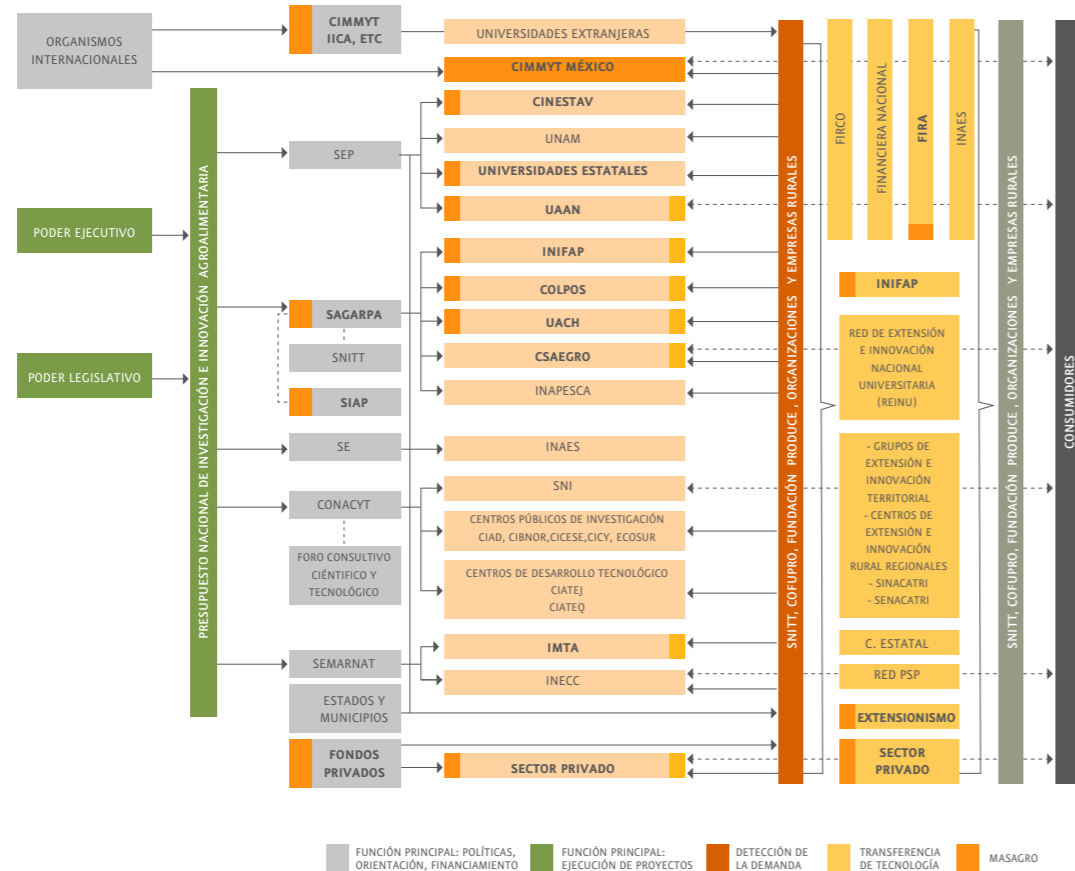 ORGANISMOS
INTERNACIONALES
PODER EJECUTIVO
PODER LEGISLATIVO
PRESUPUESTO NACIONAL DE INVESTIGACIÓN E INNOVACIÓN AGROALIMENTARIA
CIMMYT
IICA, ETC
SEP
SAGARPA
SNITT
SIAP
SE
CONACYT
FORO CONSULTIVO
CIÉNTIFICO Y
TECNOLÓGICO
SEMARNAT
ESTADOS Y
MUNICIPIOS
FONDOS
PRIVADOS
UNIVERSIDADES EXTRANJERAS
CIMMYT MÉXICO
CINESTAV
UNAM
UNIVERSIDADES ESTATALES
UAAN
INIFAP
COLPOS
UACH
CSAEGRO
INAPESCA
INAES
SNI
CENTROS PÚBLICOS DE INVESTIGACIÓN
CIAD, CIBNOR,CICESE,CICY, ECOSUR
CENTROS DE DESARROLLO TECNOLÓGICO
CIATEJ
CIATEQ
IMTA
INECC
SECTOR PRIVADO
SNITT, COFUPRO, FUNDACIÓN PRODUCE , ORGANIZACIONES Y EMPRESAS RURALES
FIRCO
FINANCIERA NACIONAL
FIRA
INAES
INIFAP
RED DE EXTENSIÓN
E INNOVACIÓN
NACIONAL
UNIVERSITARIA
(REINU)
- GRUPOS DE
EXTENSIÓN E
INNOVACIÓN
TERRITORIAL
- CENTROS DE
EXTENSIÓN E
INNOVACIÓN
RURAL REGIONALES
- SINACATRI
- SENACATRI
C. ESTATAL
RED PSP
EXTENSIONISMO
SECTOR
PRIVADO
SNITT, COFUPRO, FUNDACIÓN PRODUCE , ORGANIZACIONES Y EMPRESAS RURALES
CONSUMIDORES
FUNCIÓN PRINCIPAL: POLÍTICAS,
ORIENTACIÓN, FINANCIAMIENTO
FUNCIÓN PRINCIPAL:
EJECUCIÓN DE PROYECTOS
DETECCIÓN DE
LA DEMANDA
TRANSFERENCIA
DE TECNOLOGÍA
MASAGRO